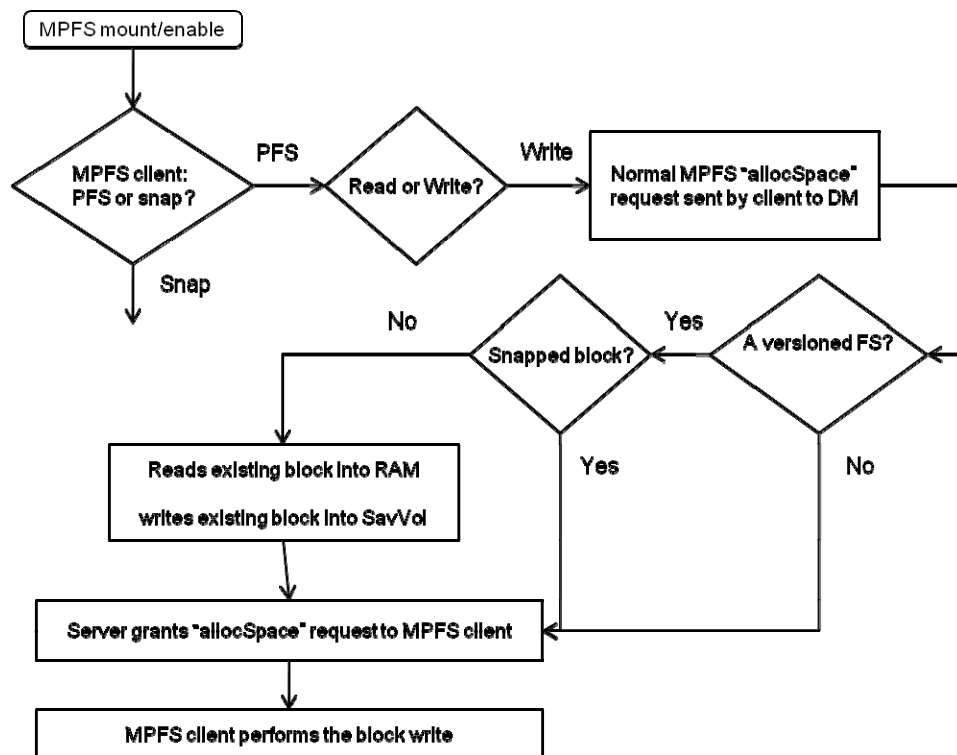 MPFS mount/enable
MPFS client:
PFS or snap?
PFS
Read or Write?
Write
Normal MPFS "allocSpace"
request sent by client to DM
Snap
No
Snapped block?
Yes
A versioned FS?
Yes
No
Reads existing block into RAM
writes existing block into SavVol
Server grants "allocSpace" request to MPFS client
MPFS client performs the block write